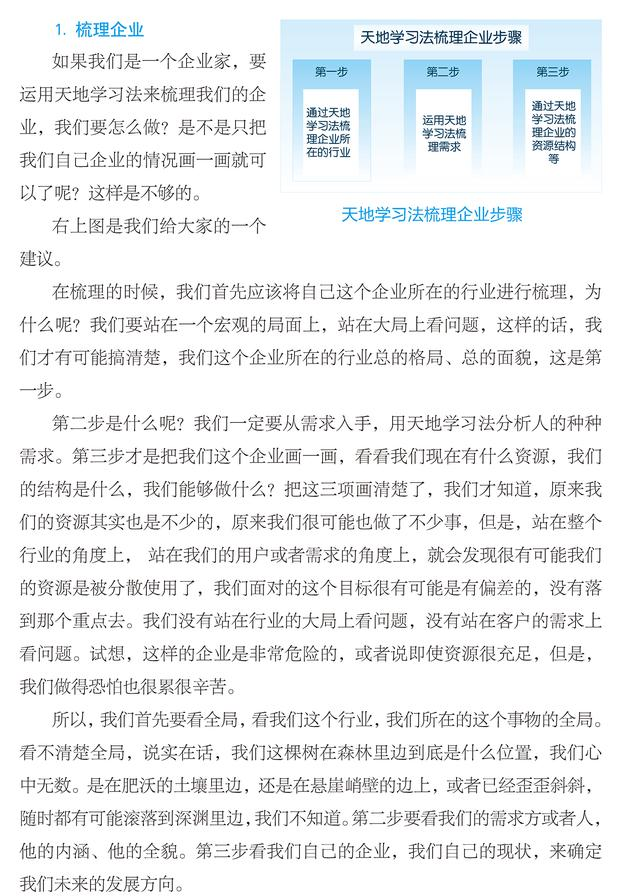 1. 梳理企业
如果我们是一个企业家，要
运用天地学习法来梳理我们的企
业，我们要怎么做？是不是只把
我们自己企业的情况画一画就可
以了呢？这样是不够的。
右上图是我们给大家的一个
建议。
天地学习法梳理企业步骤
第一步
通过天地
学习法梳
理企业所
在的行业
第二步
运用天地
学习法梳
理需求
第三步
通过天地
学习法梳
理企业的
资源结构
等
天地学习法梳理企业步骤
在梳理的时候，我们首先应该将自己这个企业所在的行业进行梳理，为
什么呢？我们要站在一个宏观的局面上，站在大局上看问题，这样的话，我
们才有可能搞清楚，我们这个企业所在的行业总的格局、总的面貌，这是第
一步。
第二步是什么呢？我们一定要从需求入手，用天地学习法分析人的种种
需求。第三步才是把我们这个企业画一画，看看我们现在有什么资源，我们
的结构是什么，我们能够做什么？把这三项画清楚了，我们才知道，原来我
们的资源其实也是不少的，原来我们很可能也做了不少事，但是，站在整个
行业的角度上， 站在我们的用户或者需求的角度上，就会发现很有可能我们
的资源是被分散使用了，我们面对的这个目标很有可能是有偏差的，没有落
到那个重点去。我们没有站在行业的大局上看问题，没有站在客户的需求上
看问题。试想，这样的企业是非常危险的，或者说即使资源很充足，但是，
我们做得恐怕也很累很辛苦。
所以，我们首先要看全局，看我们这个行业，我们所在的这个事物的全局。
看不清楚全局，说实在话，我们这棵树在森林里边到底是什么位置，我们心
中无数。是在肥沃的土壤里边，还是在悬崖峭壁的边上，或者已经歪歪斜斜，
随时都有可能滚落到深渊里边，我们不知道。第二步要看我们的需求方或者人，
他的内涵、他的全貌。第三步看我们自己的企业，我们自己的现状，来确定
我们未来的发展方向。